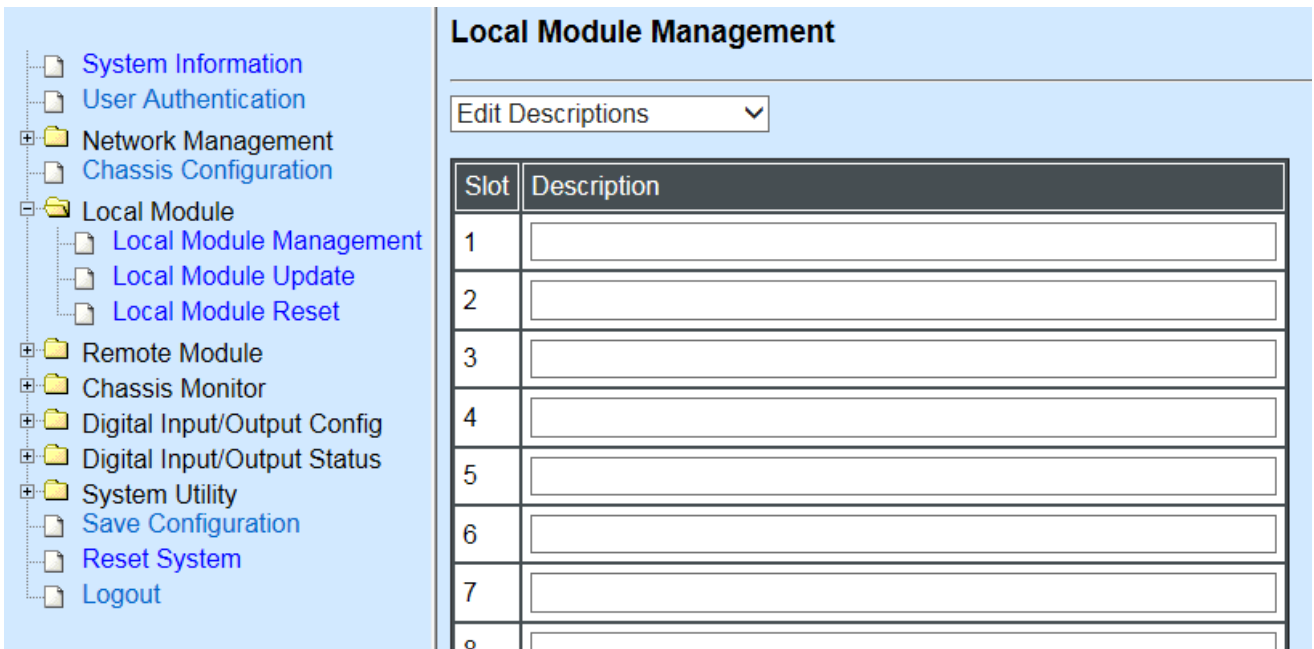 System Information
User Authentication
Network Management
Chassis Configuration
Local Module
Local Module Management
Local Module Update
Local Module Reset
Remote Module
Chassis Monitor
Digital Input/Output Config
Digital Input/Output Status
System Utility
Save Configuration
Reset System
Logout
Local Module Management
Edit Descriptions
Slot Description
1
2
3
4
5
6
7
8